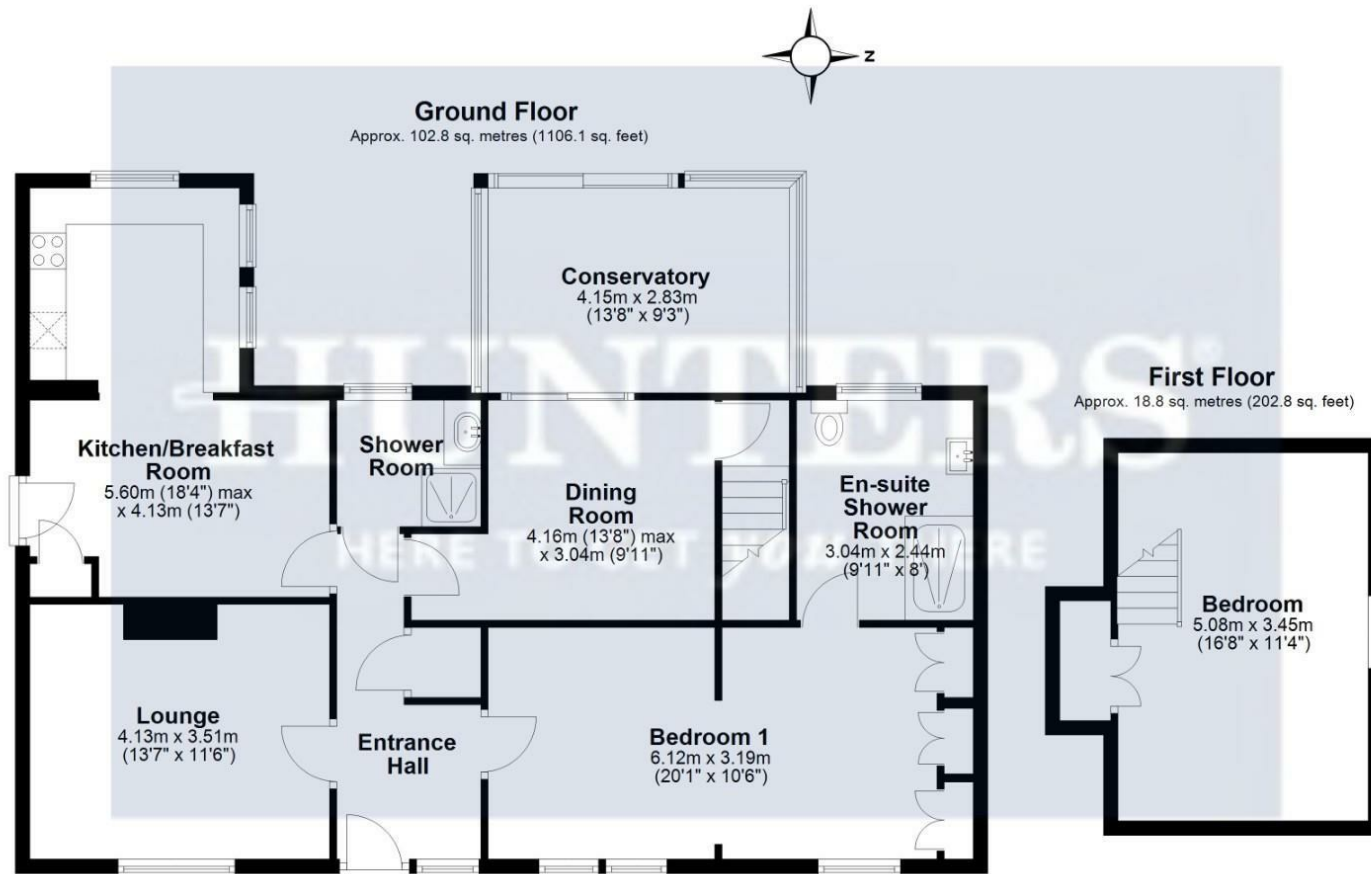 Z
Ground Floor
Approx. 102.8 sq. metres (1106.1 sq. feet)
Conservatory
4.15m x 2.83m
(13'8" x 9'3")
HUNTERS®
HERE TO GET you THERE
First Floor
Approx. 18.8 sq. metres (202.8 sq. feet)
Kitchen/Breakfast
Room
5.60m (18'4") max
x 4.13m (13'7")
Shower
Room
Dining
Room
4.16m (13'8") max
x 3.04m (9'11")
En-suite
Shower
Room
3.04m x 2.44m
(9'11" x 8')
Bedroom
5.08m x 3.45m
(16'8" x 11'4")
Lounge
4.13m x 3.51m
(13'7" x 11'6")
Entrance
Hall
Bedroom 1
6.12m x 3.19m
(20'1" x 10'6")